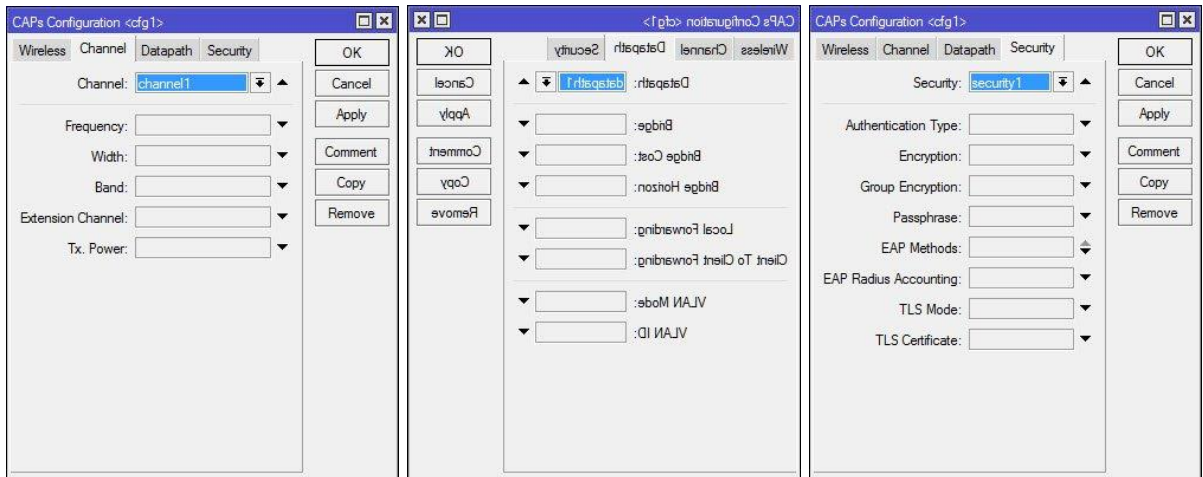 CAPs Configuration <cfg1>
Wireless Channel Datapath Security
Channel: channel1
Frequency:
Width:
Band:
Extension Channel:
Tx. Power:
OK
Cancel
Apply
Comment
Copy
Remove
CAPs Configuration <cfg1>
Wireless Channel Datapath Security
Datapath: datapath1
Bridge:
Bridge Cost:
Bridge Horizon:
Local Forwarding:
Client To Client Forwarding:
VLAN Mode:
VLAN ID:
OK
Cancel
Apply
Comment
Copy
Remove
CAPs Configuration <cfg1>
Wireless Channel Datapath Security
Security: security1
Authentication Type:
Encryption:
Group Encryption:
Passphrase:
EAP Methods:
EAP Radius Accounting:
TLS Mode:
TLS Certificate:
OK
Cancel
Apply
Comment
Copy
Remove